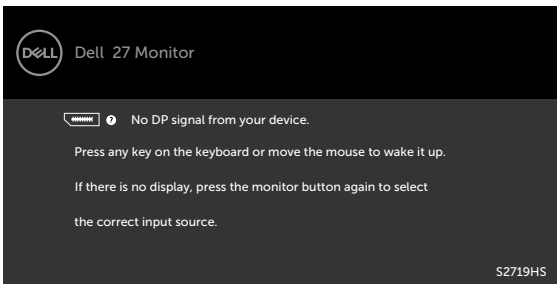 DELL
Dell 27 Monitor
No DP signal from your device.
Press any key on the keyboard or move the mouse to wake it up.
If there is no display, press the monitor button again to select
the correct input source.
S2719HS